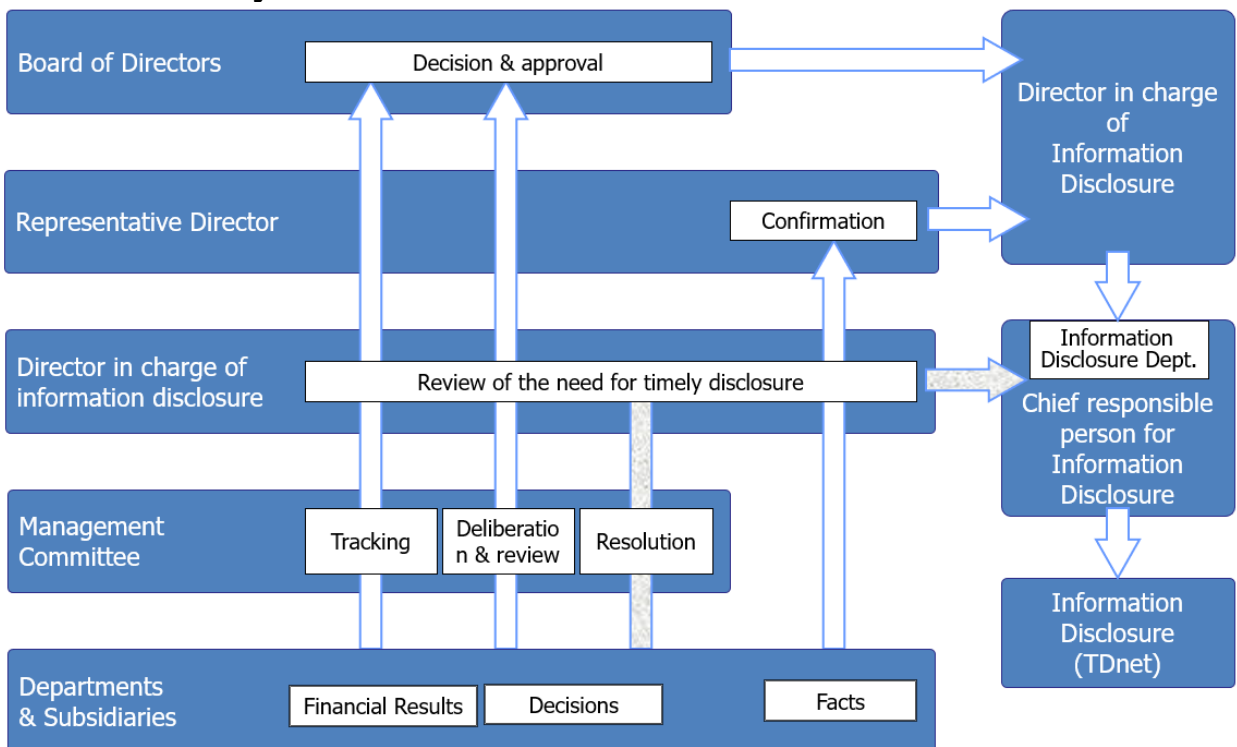 Board of Directors
Decision & approval
Director in charge
of
Information
Disclosure
Representative Director
Confirmation
Director in charge of
information disclosure
Review of the need for timely disclosure
Information
Disclosure Dept.
Chief responsible
person for
Information
Disclosure
Management
Committee
Tracking
Deliberatio
n & review
Resolution
Information
Disclosure
(TDnet)
Departments
& Subsidiaries
Financial Results
Decisions
Facts